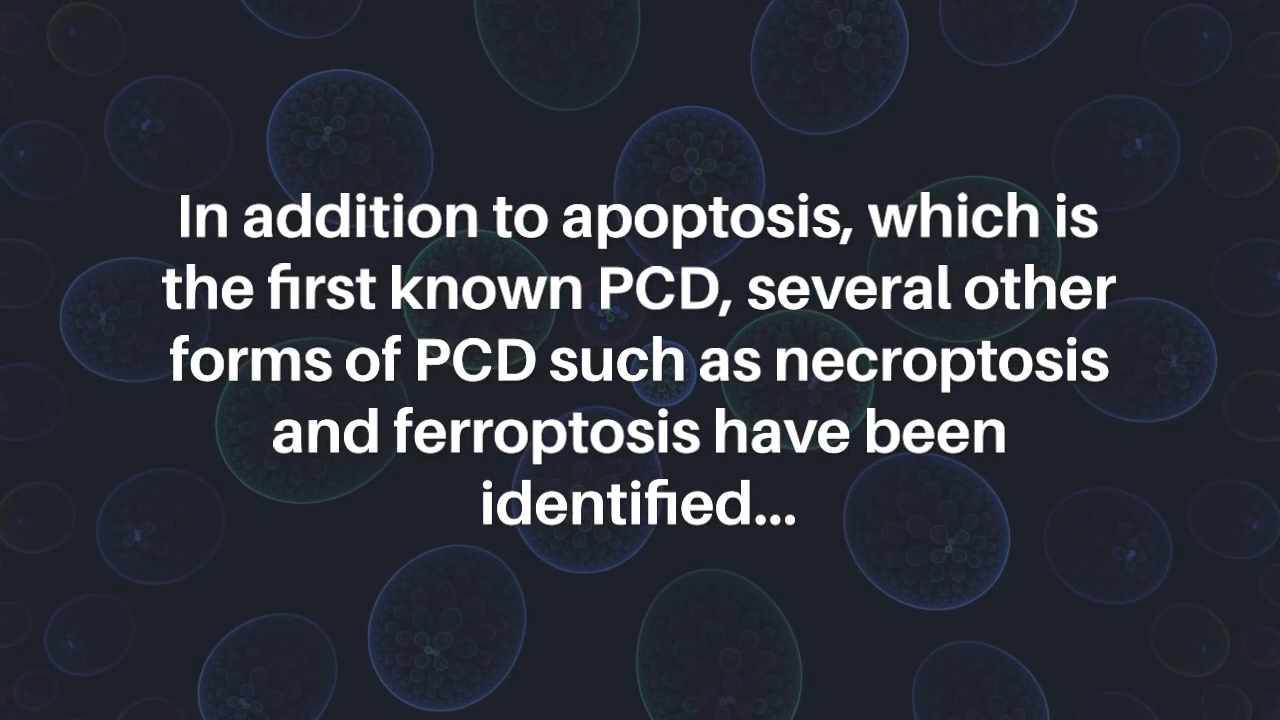 In addition to apoptosis, which is
the first known PCD, several other
forms of PCD such as necroptosis
and ferroptosis have been
identified...